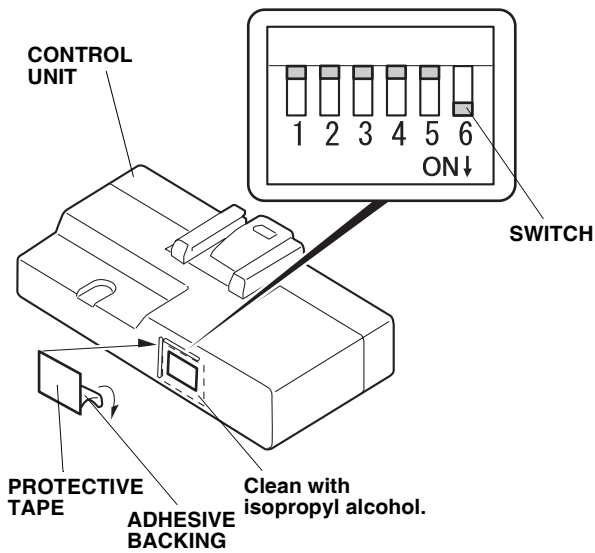 CONTROL
UNIT
1 2 3 4 5 6
ON↓
SWITCH
PROTECTIVE
TAPE
ADHESIVE
BACKING
Clean with
isopropyl alcohol.